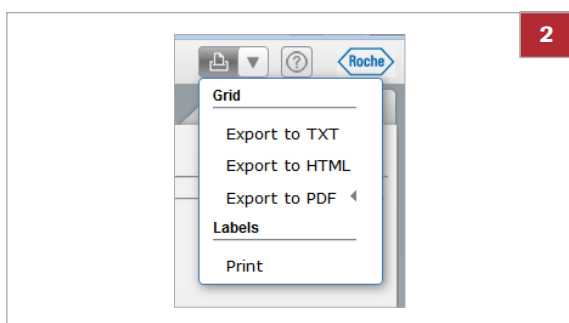 2
Roche
Grid
Export to TXT
Export to HTML
Export to PDF
Labels
Print